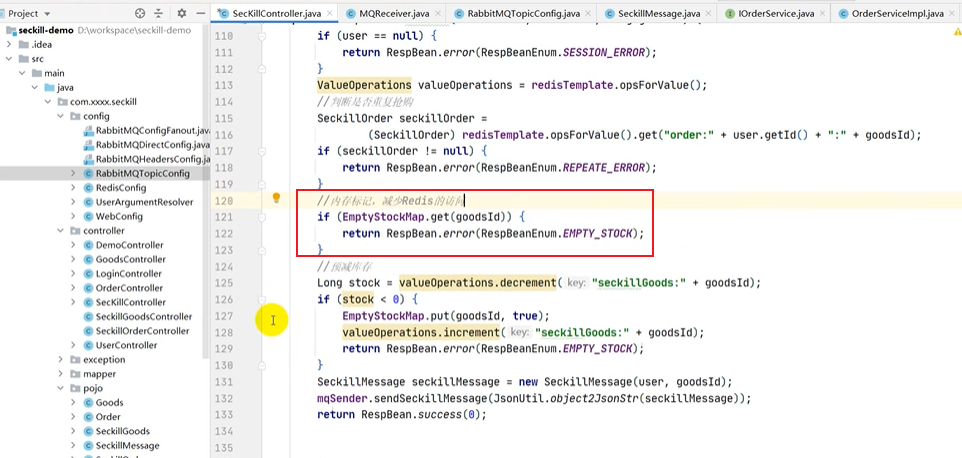 Project
SecKillController.java
MQReceiver.java
RabbitMQTopicConfig.java
SeckillMessage.java
IOrderService.java
OrderServiceImpl.java
seckill-demo D:\workspace\seckill-demo
.idea
src
main
java
com.xxxx.seckill
config
RabbitMQConfigFanout.java
RabbitMQDirectConfig.java
RabbitMQHeadersConfig.ja
RabbitMQTopicConfig
RedisConfig
UserArgumentResolver
WebConfig
controller
DemoController
GoodsController
LoginController
OrderController
SecKillController
SeckillGoodsController
SeckillOrderController
UserController
exception
mapper
pojo
Goods
Order
SeckillGoods
SeckillMessage
110 if (user == null) {
111 return RespBean.error(RespBeanEnum.SESSION_ERROR);
112 }
113 ValueOperations valueOperations = redisTemplate.opsForValue();
114 //判断是否重复抢购
115 SeckillOrder seckillOrder =
116 (SeckillOrder) redisTemplate.opsForValue().get("order:" + user.getId() + ":" + goodsId);
117 if (seckillOrder != null) {
118 return RespBean.error(RespBeanEnum.REPEATE_ERROR);
119 }
120 //内存标记，减少Redis的访问
121 if (EmptyStockMap.get(goodsId)) {
122 return RespBean.error(RespBeanEnum.EMPTY_STOCK);
123 }
124 //预减库存
125 Long stock = valueOperations.decrement( key: "seckillGoods:" + goodsId);
126 if (stock < 0) {
127 EmptyStockMap.put(goodsId, true);
128 valueOperations.increment( key: "seckillGoods:" + goodsId);
129 return RespBean.error(RespBeanEnum.EMPTY_STOCK);
130 }
131 SeckillMessage seckillMessage = new SeckillMessage(user, goodsId);
132 mqSender.sendSeckillMessage(JsonUtil.object2JsonStr(seckillMessage));
133 return RespBean.success(0);
134
135